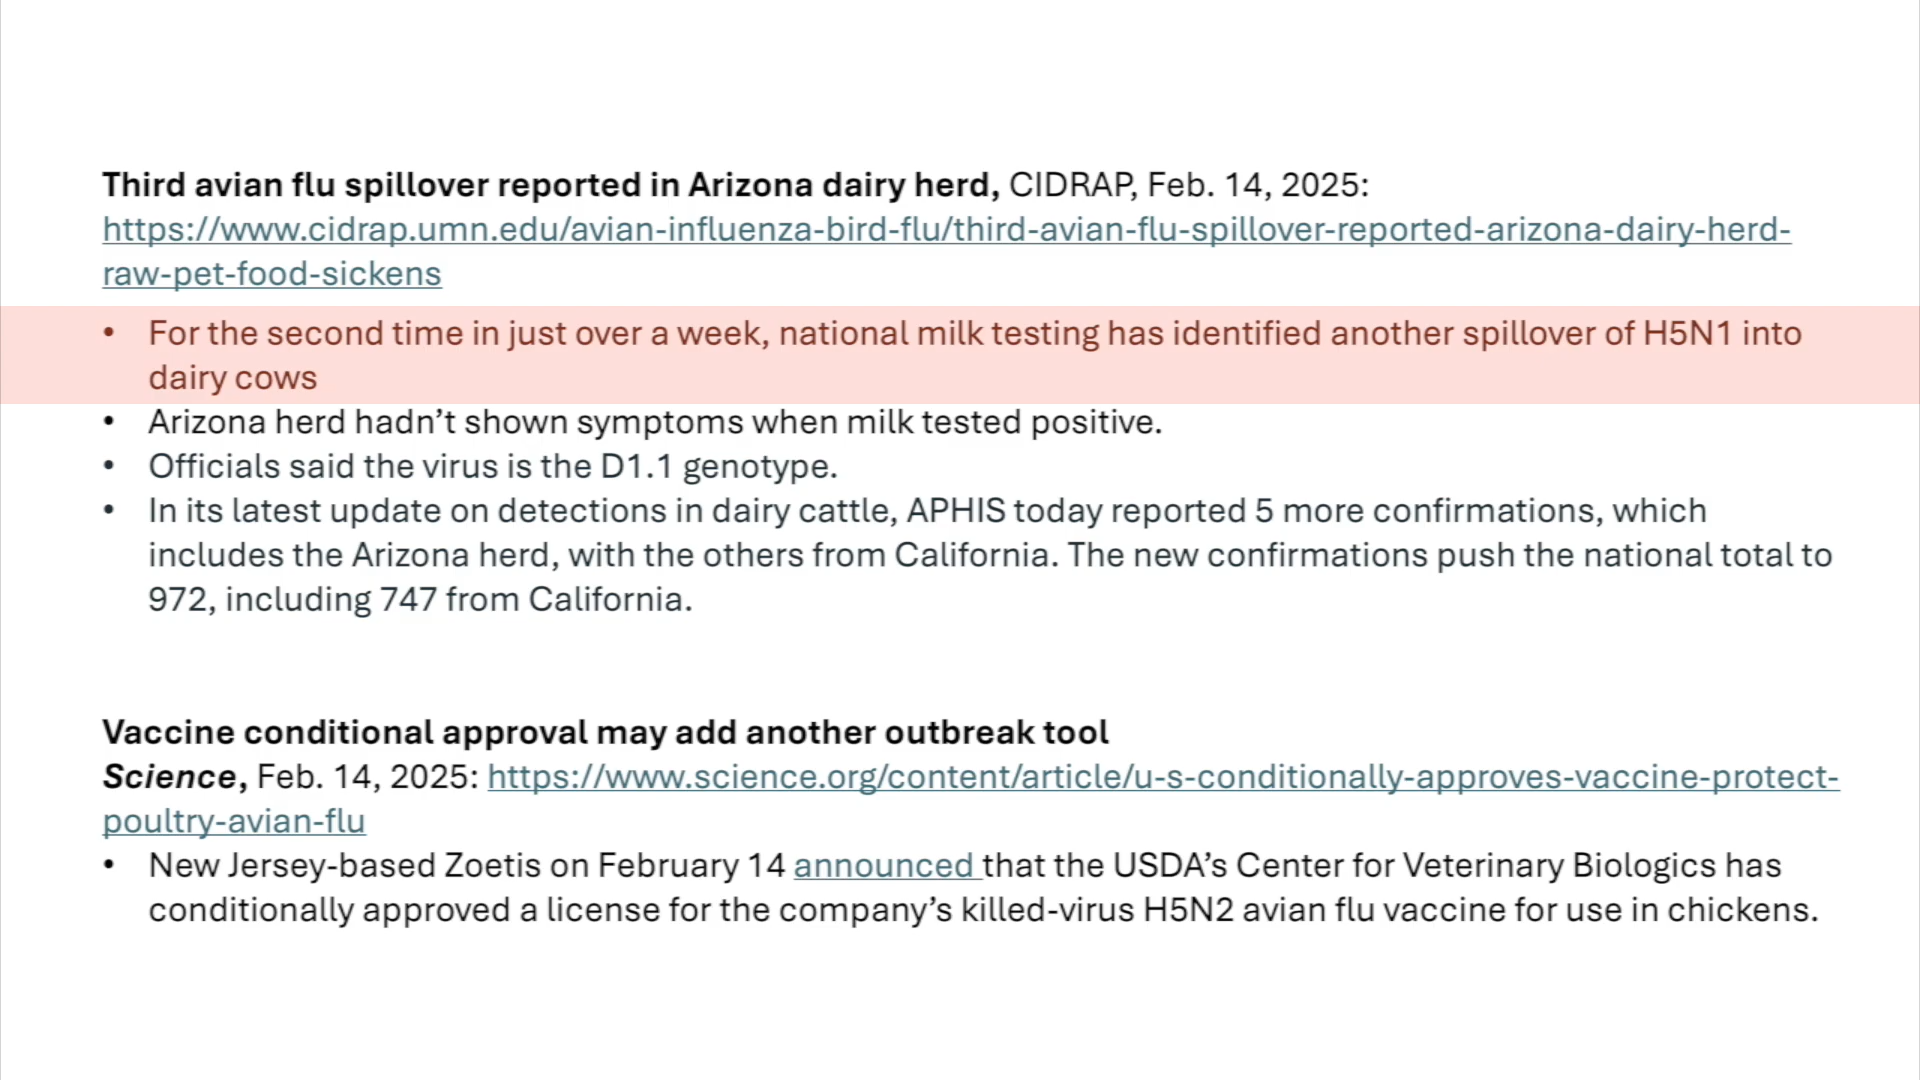 Third avian flu spillover reported in Arizona dairy herd, CIDRAP, Feb. 14, 2025:
https://www.cidrap.umn.edu/avian-influenza-bird-flu/third-avian-flu-spillover-reported-arizona-dairy-herd-
raw-pet-food-sickens
• For the second time in just over a week, national milk testing has identified another spillover of H5N1 into
dairy cows
• Arizona herd hadn’t shown symptoms when milk tested positive.
• Officials said the virus is the D1.1 genotype.
• In its latest update on detections in dairy cattle, APHIS today reported 5 more confirmations, which
includes the Arizona herd, with the others from California. The new confirmations push the national total to
972, including 747 from California.
Vaccine conditional approval may add another outbreak tool
Science, Feb. 14, 2025: https://www.science.org/content/article/u-s-conditionally-approves-vaccine-protect-
poultry-avian-flu
• New Jersey-based Zoetis on February 14 announced that the USDA’s Center for Veterinary Biologics has
conditionally approved a license for the company’s killed-virus H5N2 avian flu vaccine for use in chickens.